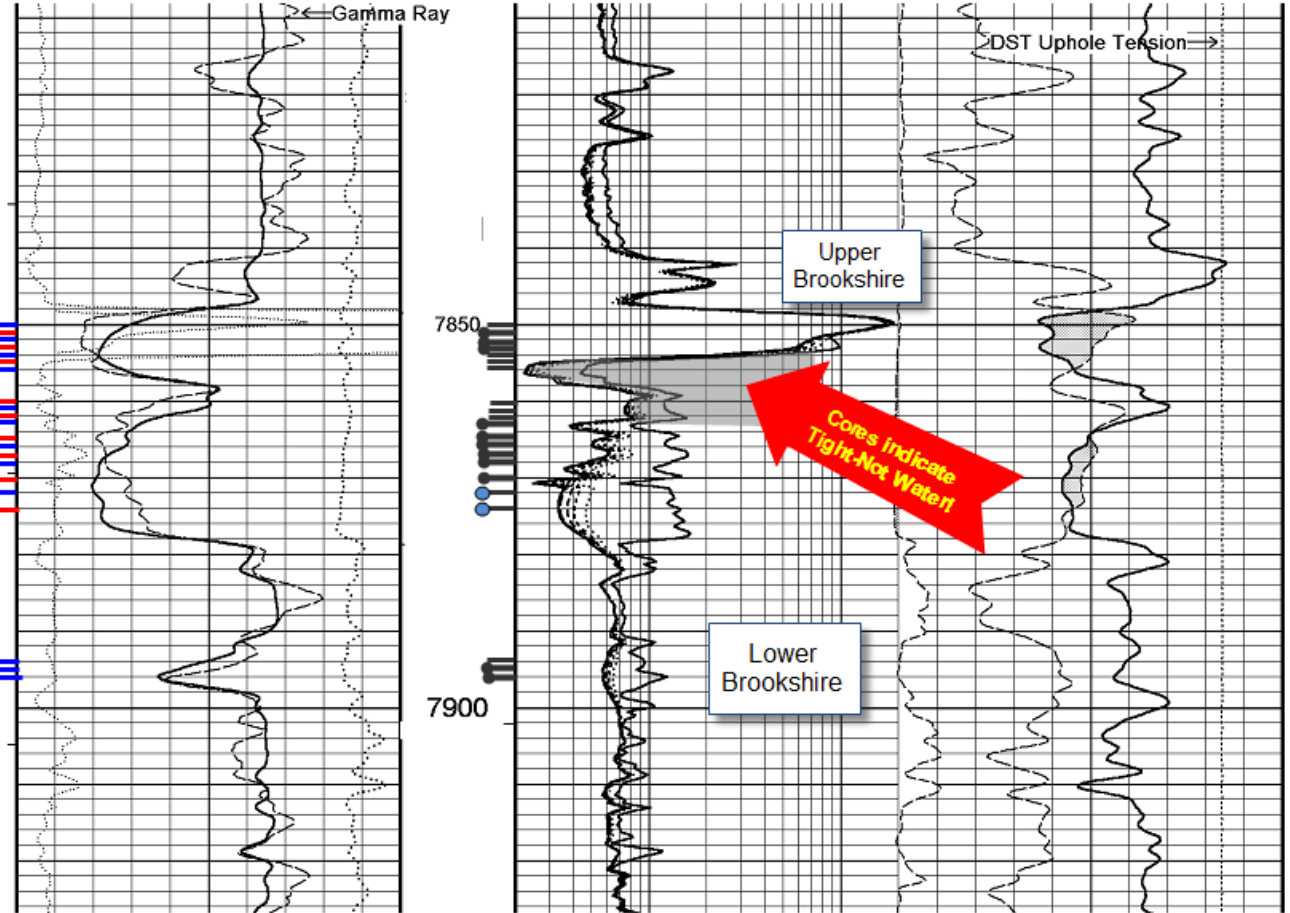 Gamma Ray
DST Uphole Tension
Upper
Brookshire
7850
Cores indicate
Tight-Not Water!
Lower
Brookshire
7900